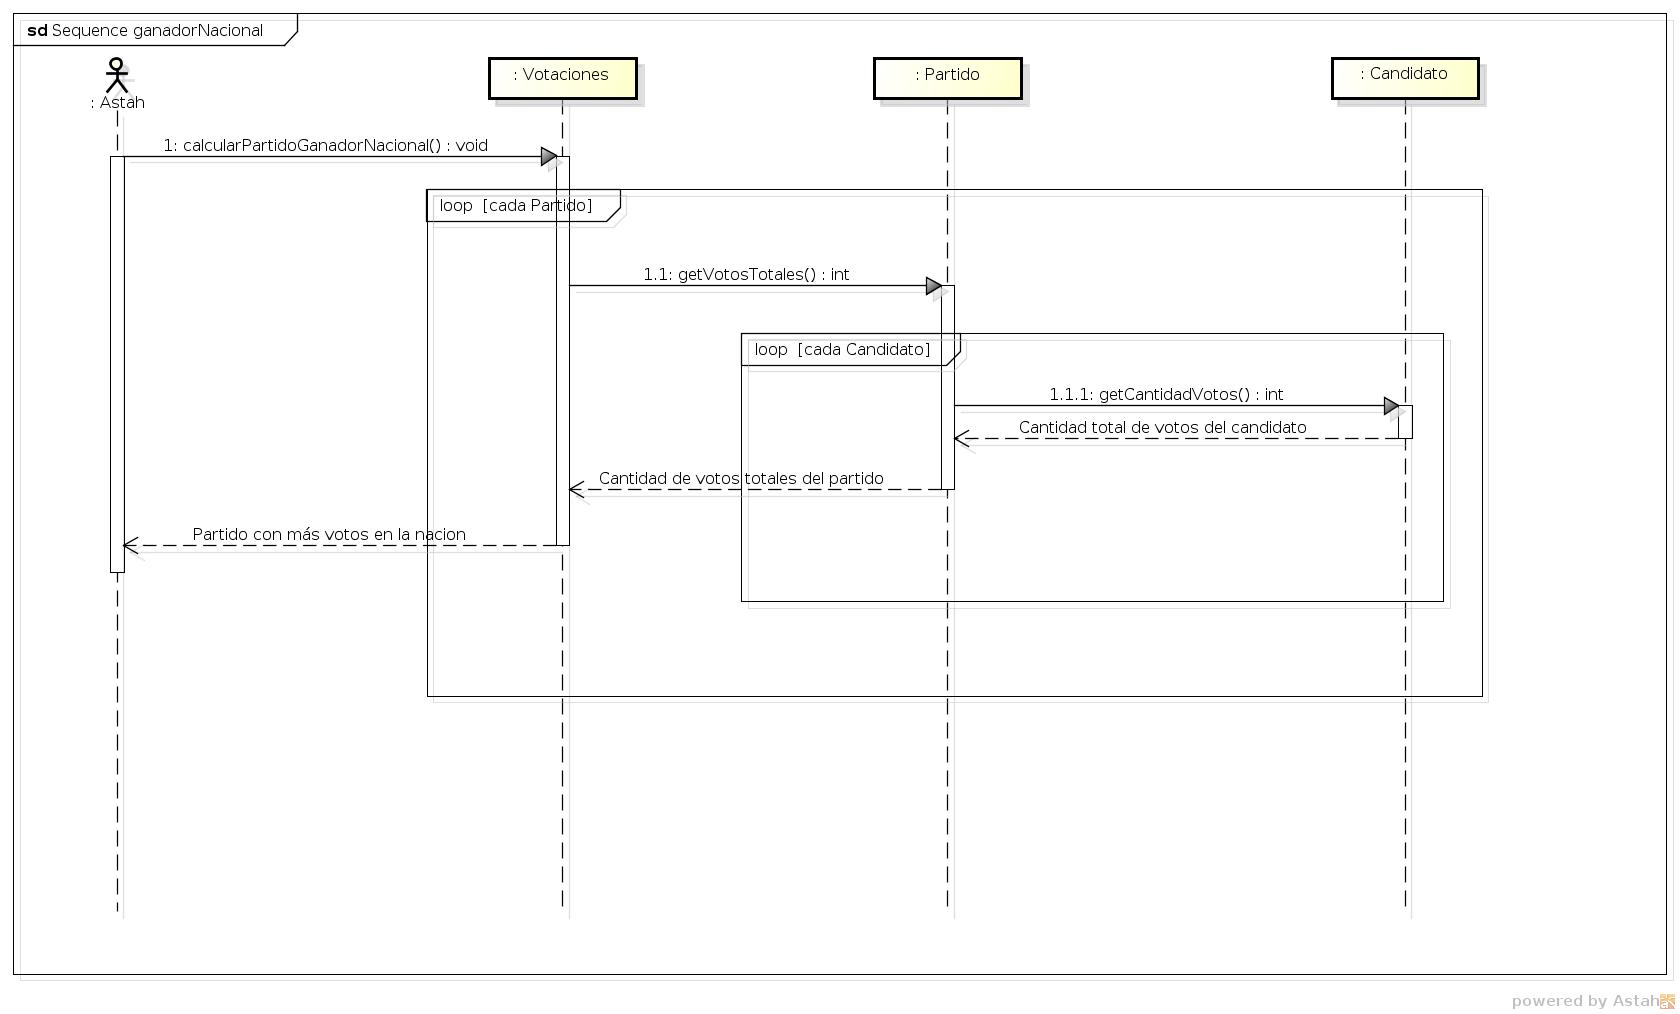 sd Sequence ganadorNacional
: Astah
: Votaciones
: Partido
: Candidato
1: calcularPartidoGanadorNacional() : void
loop [cada Partido]
1.1: getVotosTotales() : int
loop [cada Candidato]
1.1.1: getCantidadVotos() : int
Cantidad total de votos del candidato
Cantidad de votos totales del partido
Partido con más votos en la nacion
powered by Astah